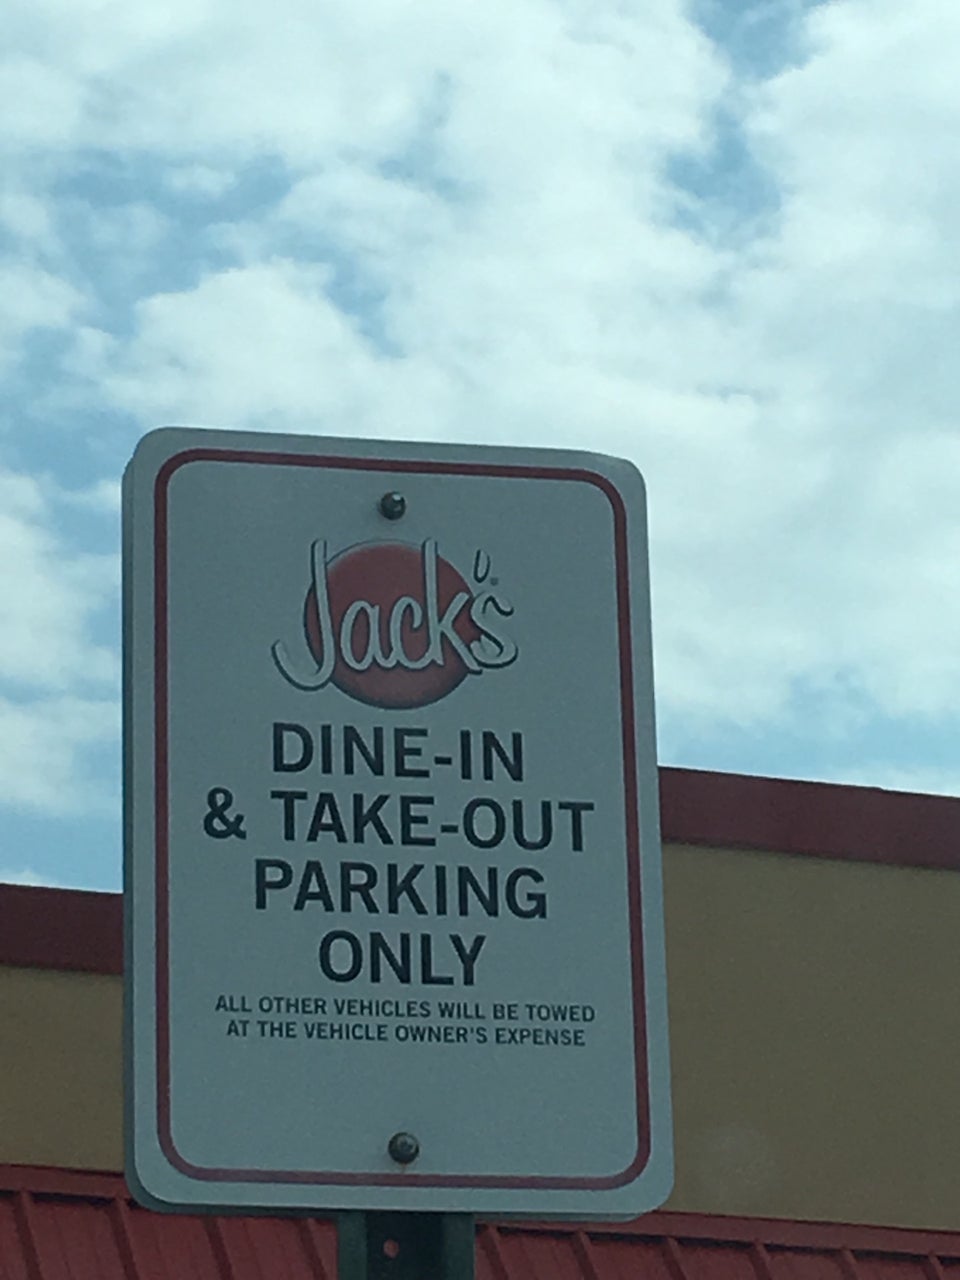 Jack's
DINE-IN
& TAKE-OUT
PARKING
ONLY
ALL OTHER VEHICLES WILL BE TOWED
AT THE VEHICLE OWNER'S EXPENSE